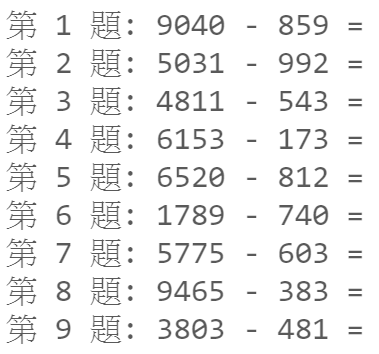 第 1 題: 9040 - 859 =
第 2 題: 5031 - 992 =
第 3 題: 4811 - 543 =
第 4 題: 6153 - 173 =
第 5 題: 6520 - 812 =
第 6 題: 1789 - 740 =
第 7 題: 5775 - 603 =
第 8 題: 9465 - 383 =
第 9 題: 3803 - 481 =